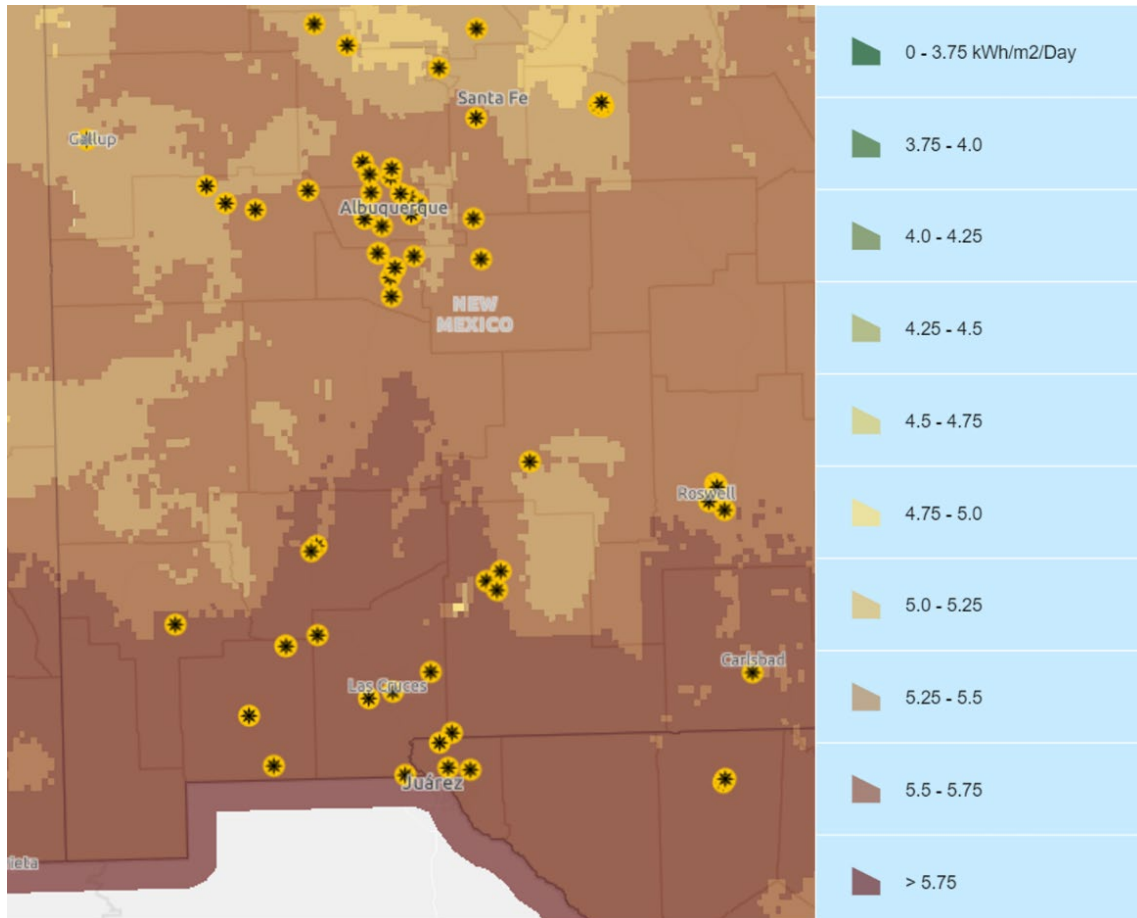 Santa Fe
Gallup
Albuquerque
NEW
MEXICO
Roswell
Carlsbad
Las Cruces
Juárez
ieta
0 - 3.75 kWh/m2/Day
3.75 - 4.0
4.0 - 4.25
4.25 - 4.5
4.5 - 4.75
4.75 - 5.0
5.0 - 5.25
5.25 - 5.5
5.5 - 5.75
> 5.75